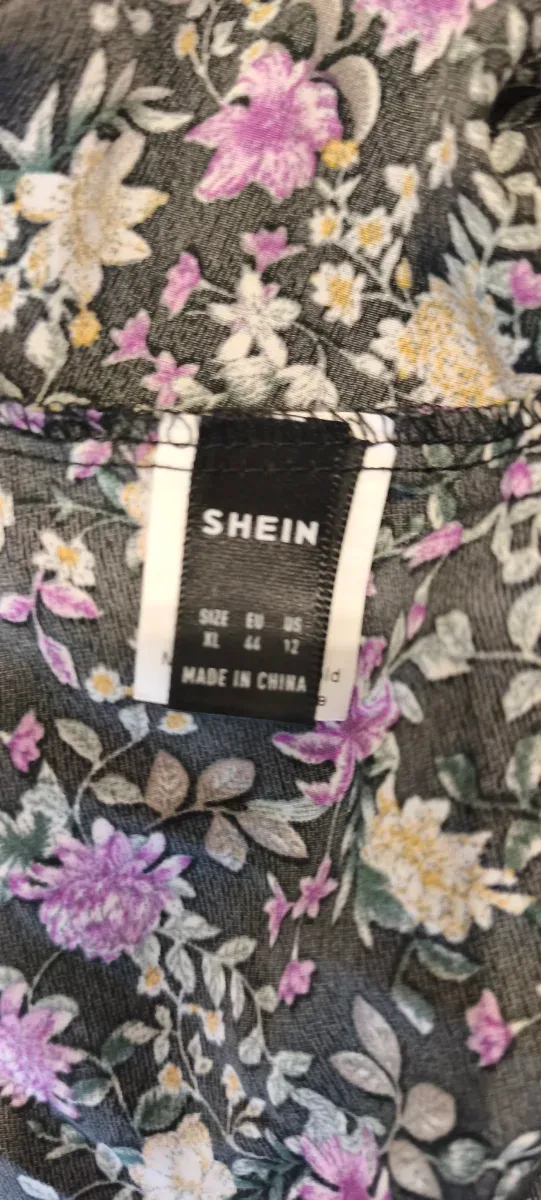 SHEIN
SIZE EU US
XL 44 12
MADE IN CHINA